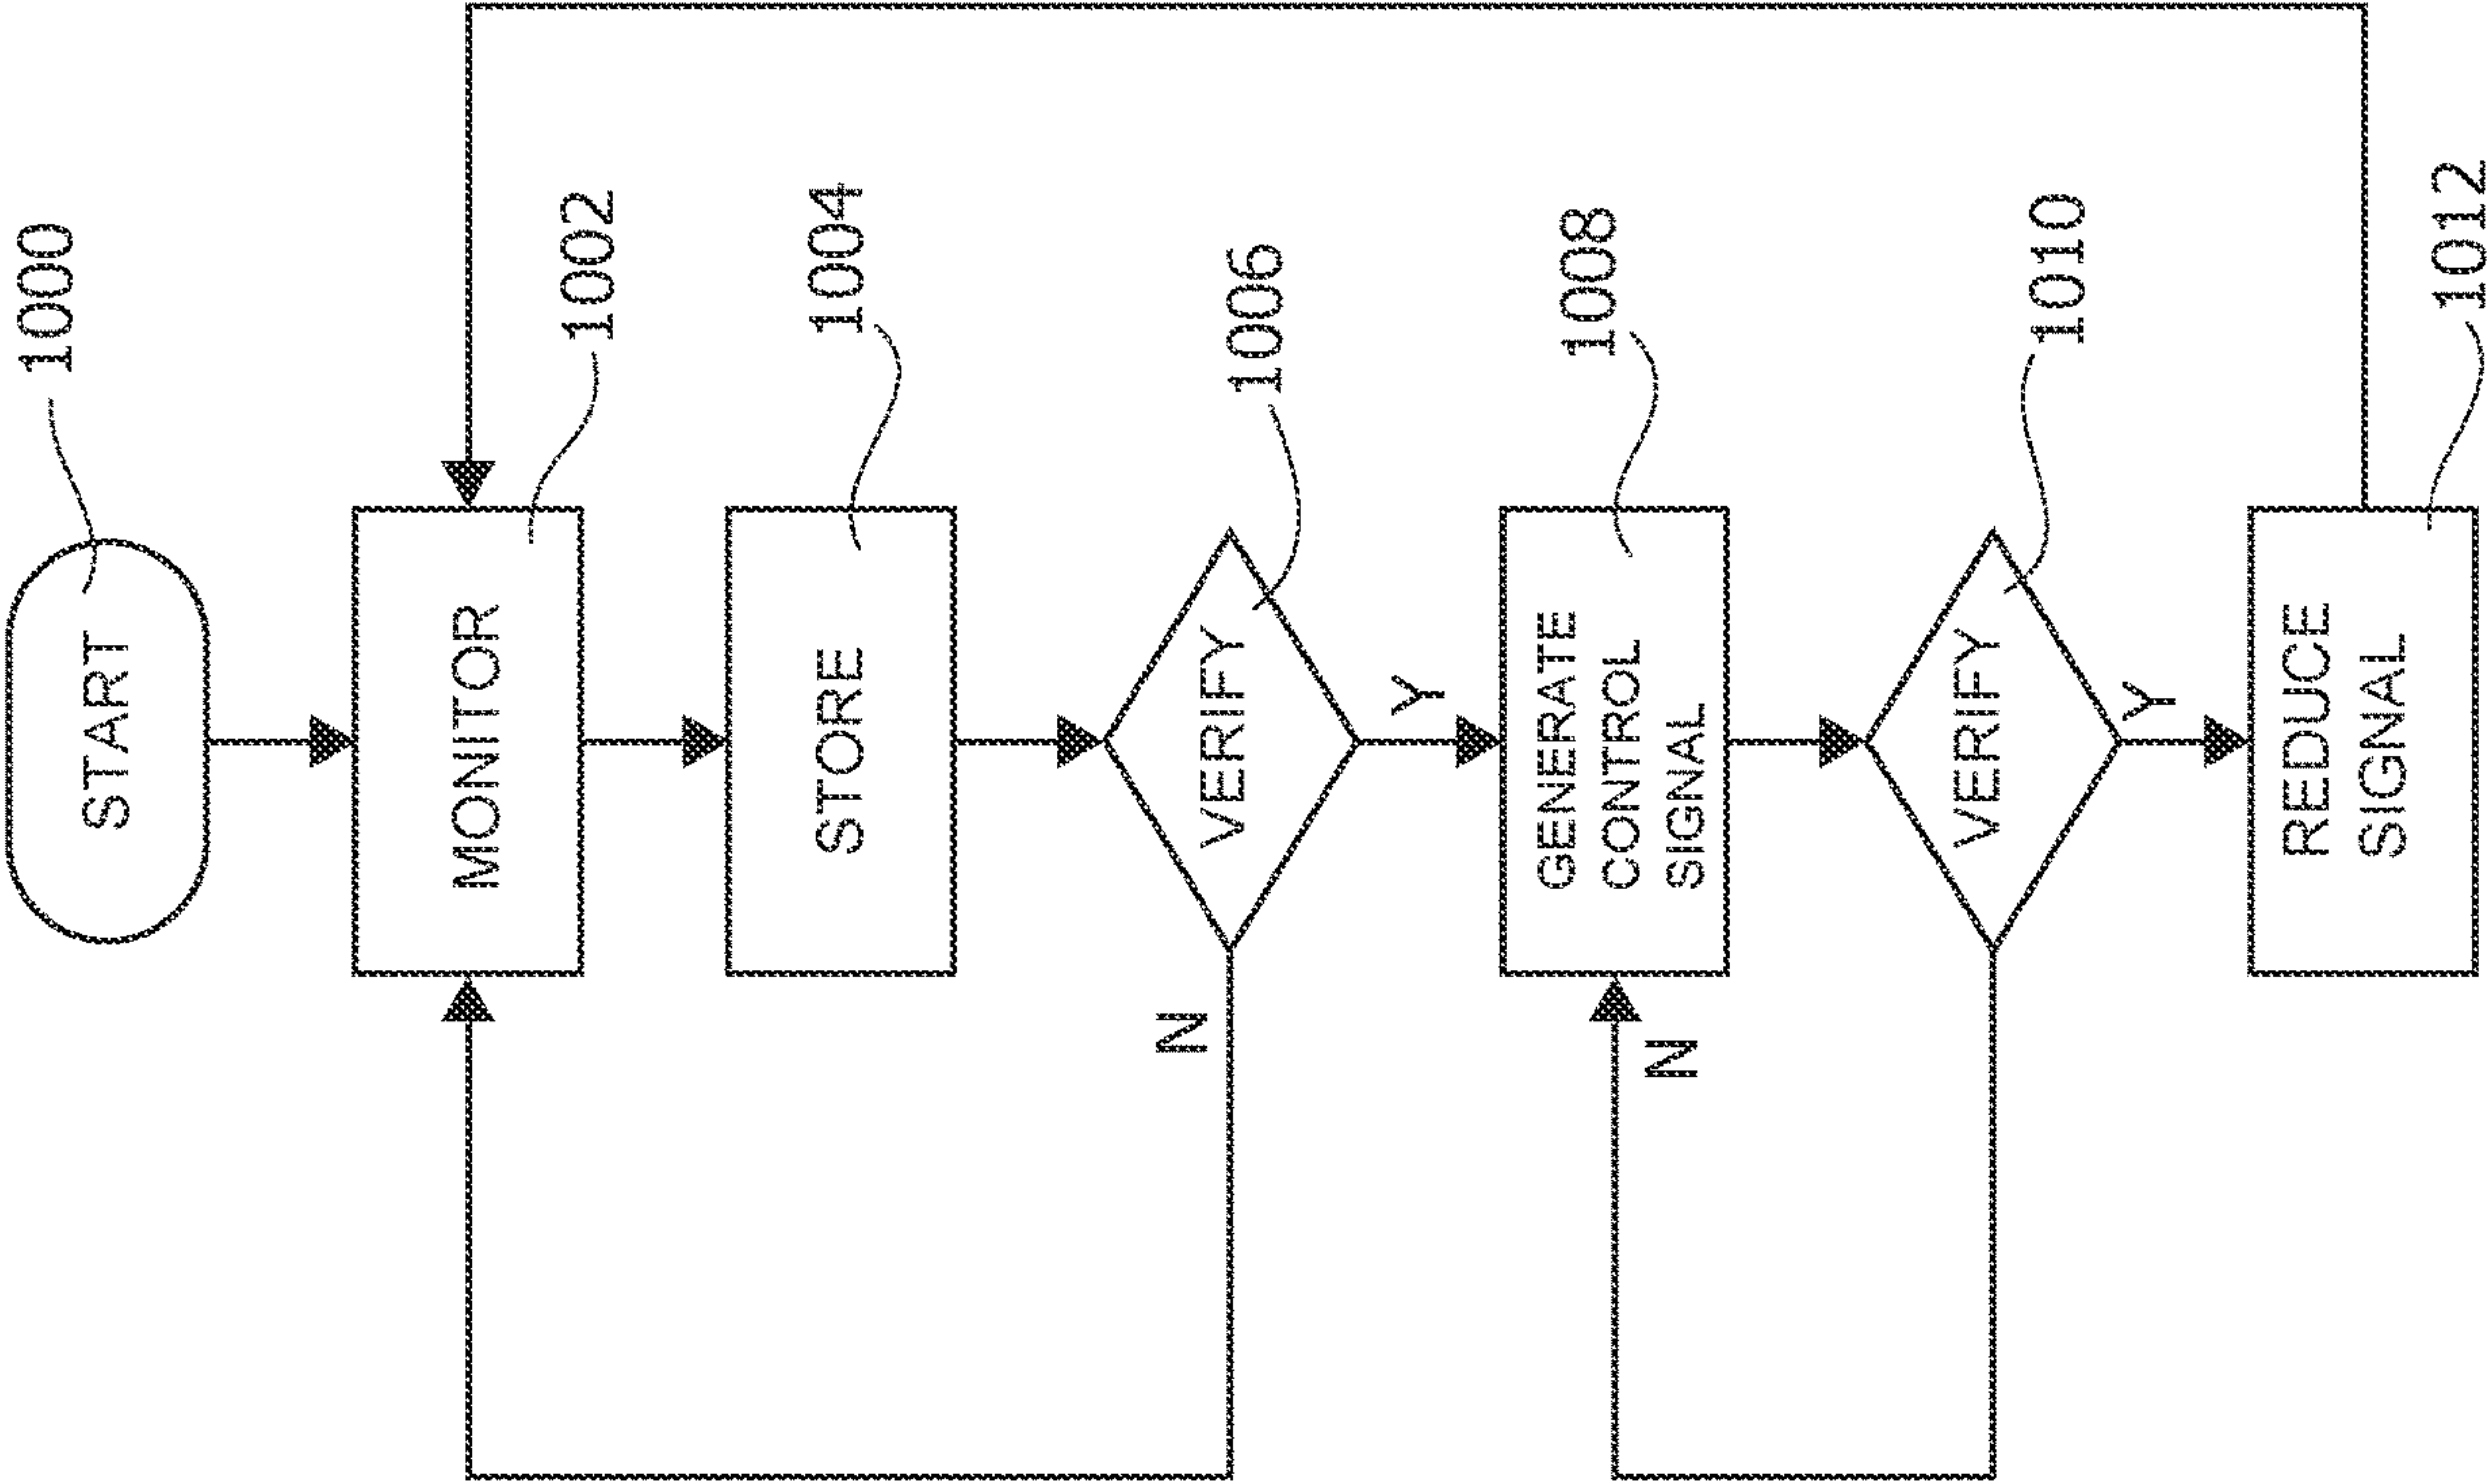 START
1000
MONITOR
1002
STORE
1004
VERIFY
1006
N
Y
GENERATE
CONTROL
SIGNAL
1008
N
VERIFY
1010
Y
REDUCE
SIGNAL
1012